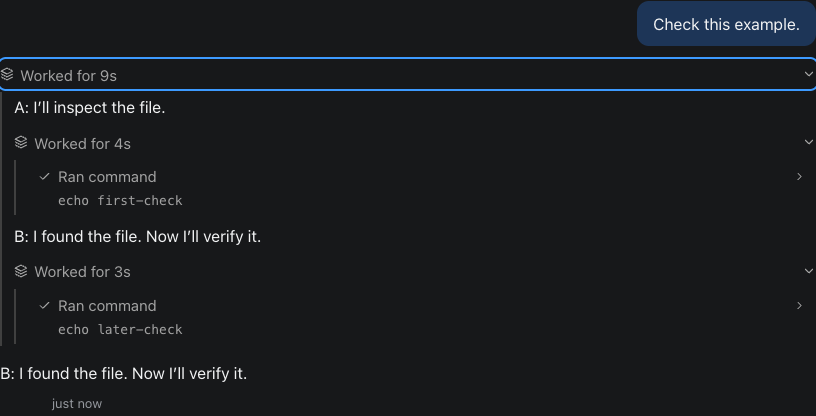 Check this example.
Worked for 9s
A: I’ll inspect the file.
Worked for 4s
Ran command
echo first-check
B: I found the file. Now I’ll verify it.
Worked for 3s
Ran command
echo later-check
B: I found the file. Now I’ll verify it.
just now